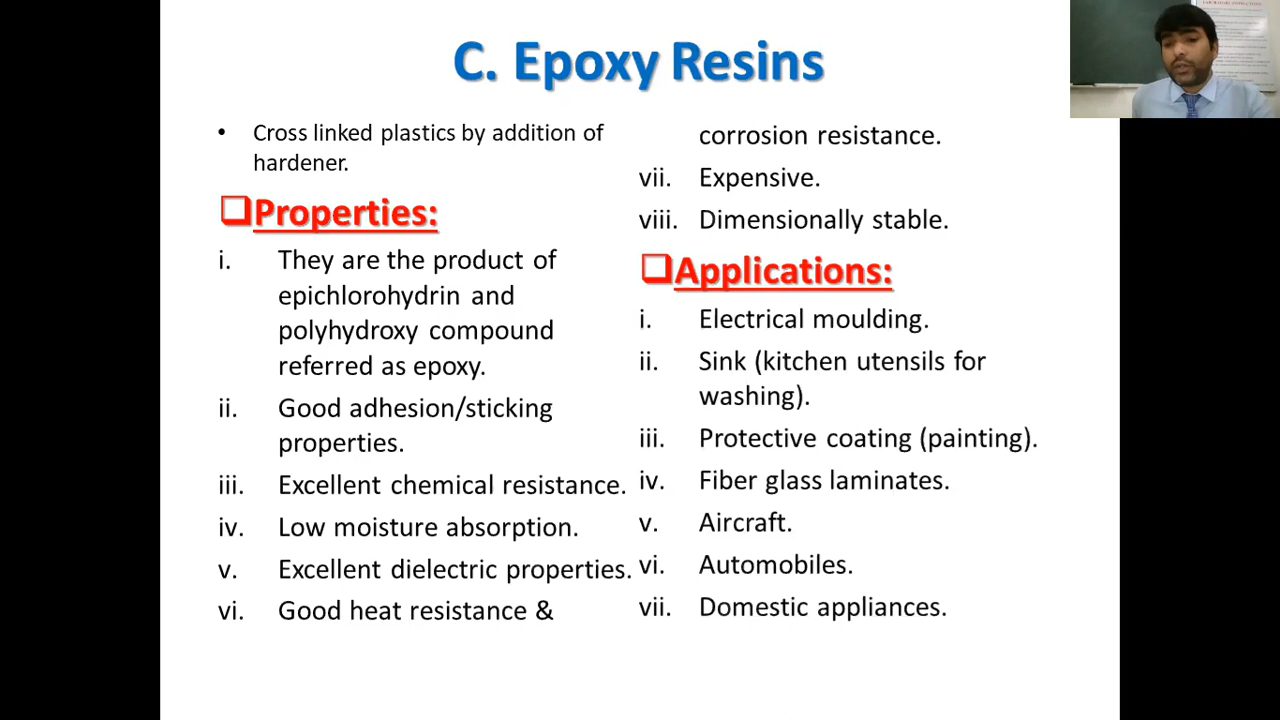 C. Epoxy Resins
• Cross linked plastics by addition of
hardener.
Properties:
i. They are the product of
epichlorohydrin and
polyhydroxy compound
referred as epoxy.
ii. Good adhesion/sticking
properties.
iii. Excellent chemical resistance.
iv. Low moisture absorption.
v. Excellent dielectric properties.
vi. Good heat resistance &
corrosion resistance.
vii. Expensive.
viii. Dimensionally stable.
Applications:
i. Electrical moulding.
ii. Sink (kitchen utensils for
washing).
iii. Protective coating (painting).
iv. Fiber glass laminates.
v. Aircraft.
vi. Automobiles.
vii. Domestic appliances.